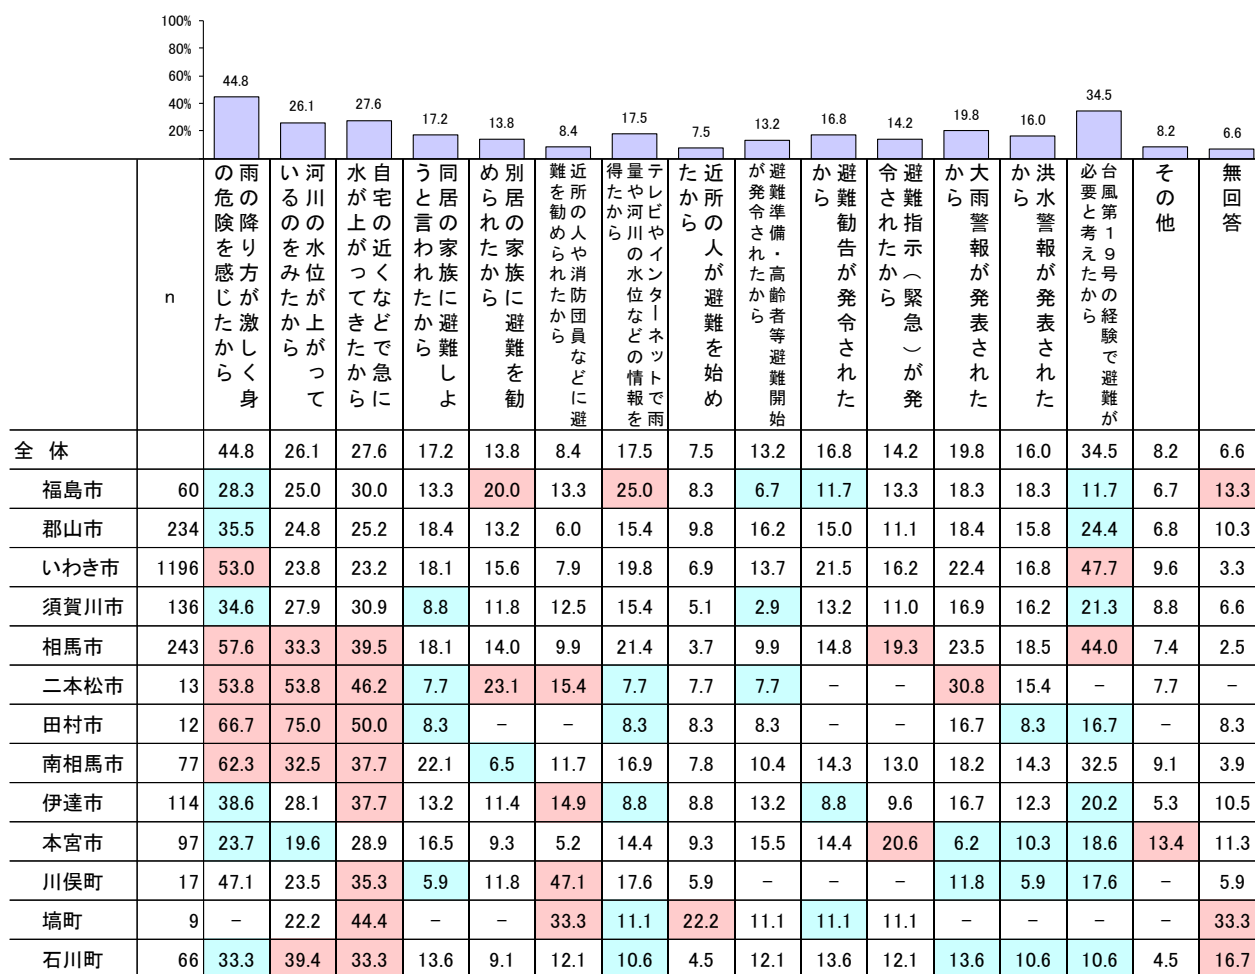 100%
80%
60%
40%
20%
44.8 26.1 27.6 17.2 13.8 8.4 17.5 7.5 13.2 16.8 14.2 19.8 16.0 34.5 8.2 6.6
n
雨の降り方が激しく身
の危険を感じたから
河川の水位が上がって
いるのをみたから
自宅の近くなどで急に
水が上がってきたから
同居の家族に避難しよ
うと言われたから
別居の家族に避難を勧
められたから
近所の人や消防団員などに避
難を勧められたから
テレビやインターネットで雨
量や河川の水位などの情報を
得たから
近所の人が避難を始め
たから
避難準備・高齢者等避難開始
が発令されたから
避難勧告が発令された
から
避難指示(緊急)が発
令されたから
大雨警報が発表された
から
洪水警報が発表された
から
台風第19号の経験で避難が
必要と考えたから
その他
無回答
全 体 44.8 26.1 27.6 17.2 13.8 8.4 17.5 7.5 13.2 16.8 14.2 19.8 16.0 34.5 8.2 6.6
福島市 60 28.3 25.0 30.0 13.3 20.0 13.3 25.0 8.3 6.7 11.7 13.3 18.3 18.3 11.7 6.7 13.3
郡山市 234 35.5 24.8 25.2 18.4 13.2 6.0 15.4 9.8 16.2 15.0 11.1 18.4 15.8 24.4 6.8 10.3
いわき市 1196 53.0 23.8 23.2 18.1 15.6 7.9 19.8 6.9 13.7 21.5 16.2 22.4 16.8 47.7 9.6 3.3
須賀川市 136 34.6 27.9 30.9 8.8 11.8 12.5 15.4 5.1 2.9 13.2 11.0 16.9 16.2 21.3 8.8 6.6
相馬市 243 57.6 33.3 39.5 18.1 14.0 9.9 21.4 3.7 9.9 14.8 19.3 23.5 18.5 44.0 7.4 2.5
二本松市 13 53.8 53.8 46.2 7.7 23.1 15.4 7.7 7.7 7.7 – – 30.8 15.4 – 7.7 –
田村市 12 66.7 75.0 50.0 8.3 – – 8.3 8.3 8.3 – – 16.7 8.3 16.7 – 8.3
南相馬市 77 62.3 32.5 37.7 22.1 6.5 11.7 16.9 7.8 10.4 14.3 13.0 18.2 14.3 32.5 9.1 3.9
伊達市 114 38.6 28.1 37.7 13.2 11.4 14.9 8.8 8.8 13.2 8.8 9.6 16.7 12.3 20.2 5.3 10.5
本宮市 97 23.7 19.6 28.9 16.5 9.3 5.2 14.4 9.3 15.5 14.4 20.6 6.2 10.3 18.6 13.4 11.3
川俣町 17 47.1 23.5 35.3 5.9 11.8 47.1 17.6 5.9 – – – 11.8 5.9 17.6 – 5.9
塙町 9 – 22.2 44.4 – – 33.3 11.1 22.2 11.1 11.1 11.1 – – – – 33.3
石川町 66 33.3 39.4 33.3 13.6 9.1 12.1 10.6 4.5 12.1 13.6 12.1 13.6 10.6 10.6 4.5 16.7